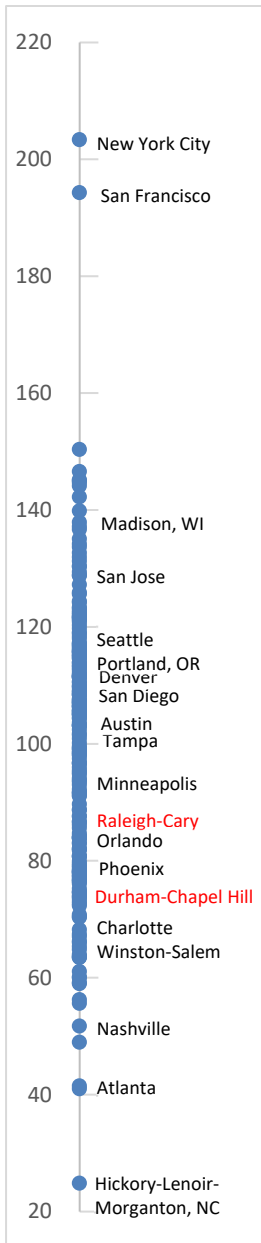 220
New York City
200
San Francisco
180
160
140
Madison, WI
San Jose
120
Seattle
Portland, OR
Denver
San Diego
Austin
100
Tampa
Minneapolis
Raleigh-Cary
Orlando
80
Phoenix
Durham-Chapel Hill
Charlotte
Winston-Salem
60
Nashville
40
Atlanta
Hickory-Lenoir-
20
Morganton, NC